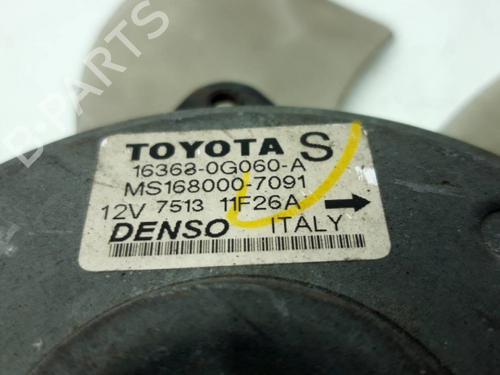 B-PARTS
TOYOTA S
16363-0G060-A
MS168000-7091
12V 7513 11F26A
DENSO ITALY